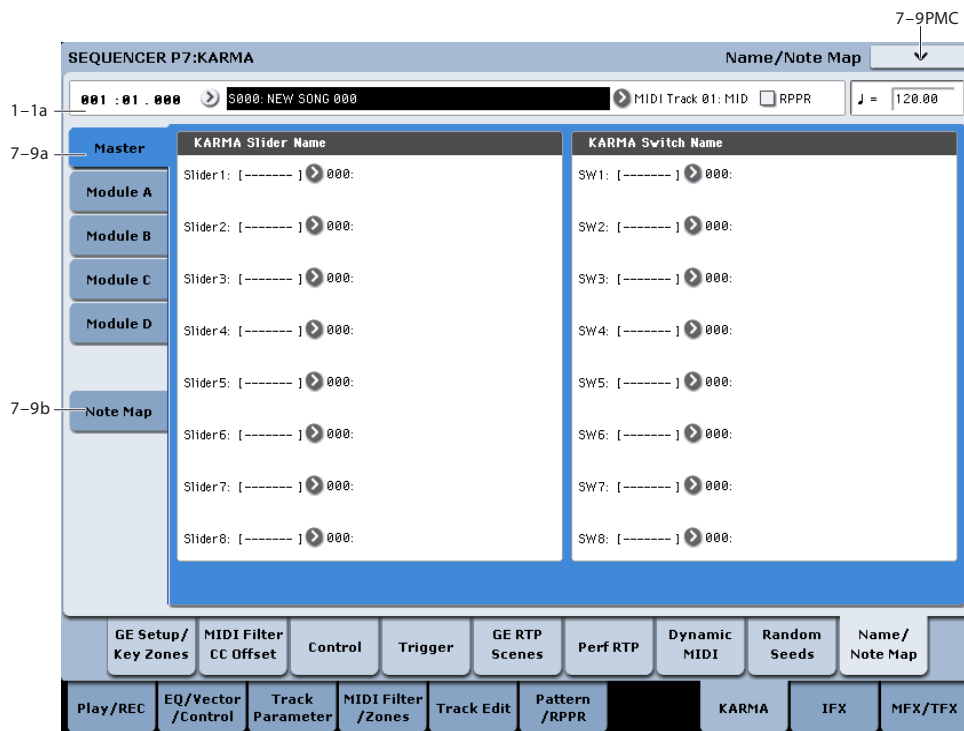 7–9PMC
SEQUENCER P7:KARMA
Name/Note Map
1–1a
001 :01 . 000
S000: NEW SONG 000
MIDI Track 01: MID
RPPR
♩ = 120.00
7–9a
Master
Module A
Module B
Module C
Module D
7–9b
Note Map
KARMA Slider Name
Slider1: [------- ] 000:
Slider2: [------- ] 000:
Slider3: [------- ] 000:
Slider4: [------- ] 000:
Slider5: [------- ] 000:
Slider6: [------- ] 000:
Slider7: [------- ] 000:
Slider8: [------- ] 000:
KARMA Switch Name
SW1: [------- ] 000:
SW2: [------- ] 000:
SW3: [------- ] 000:
SW4: [------- ] 000:
SW5: [------- ] 000:
SW6: [------- ] 000:
SW7: [------- ] 000:
SW8: [------- ] 000:
GE Setup/
Key Zones
MIDI Filter
CC Offset
Control
Trigger
GE RTP
Scenes
Perf RTP
Dynamic
MIDI
Random
Seeds
Name/
Note Map
Play/REC
EQ/Vector
/Control
Track
Parameter
MIDI Filter
/Zones
Track Edit
Pattern
/RPPR
KARMA
IFX
MFX/TFX